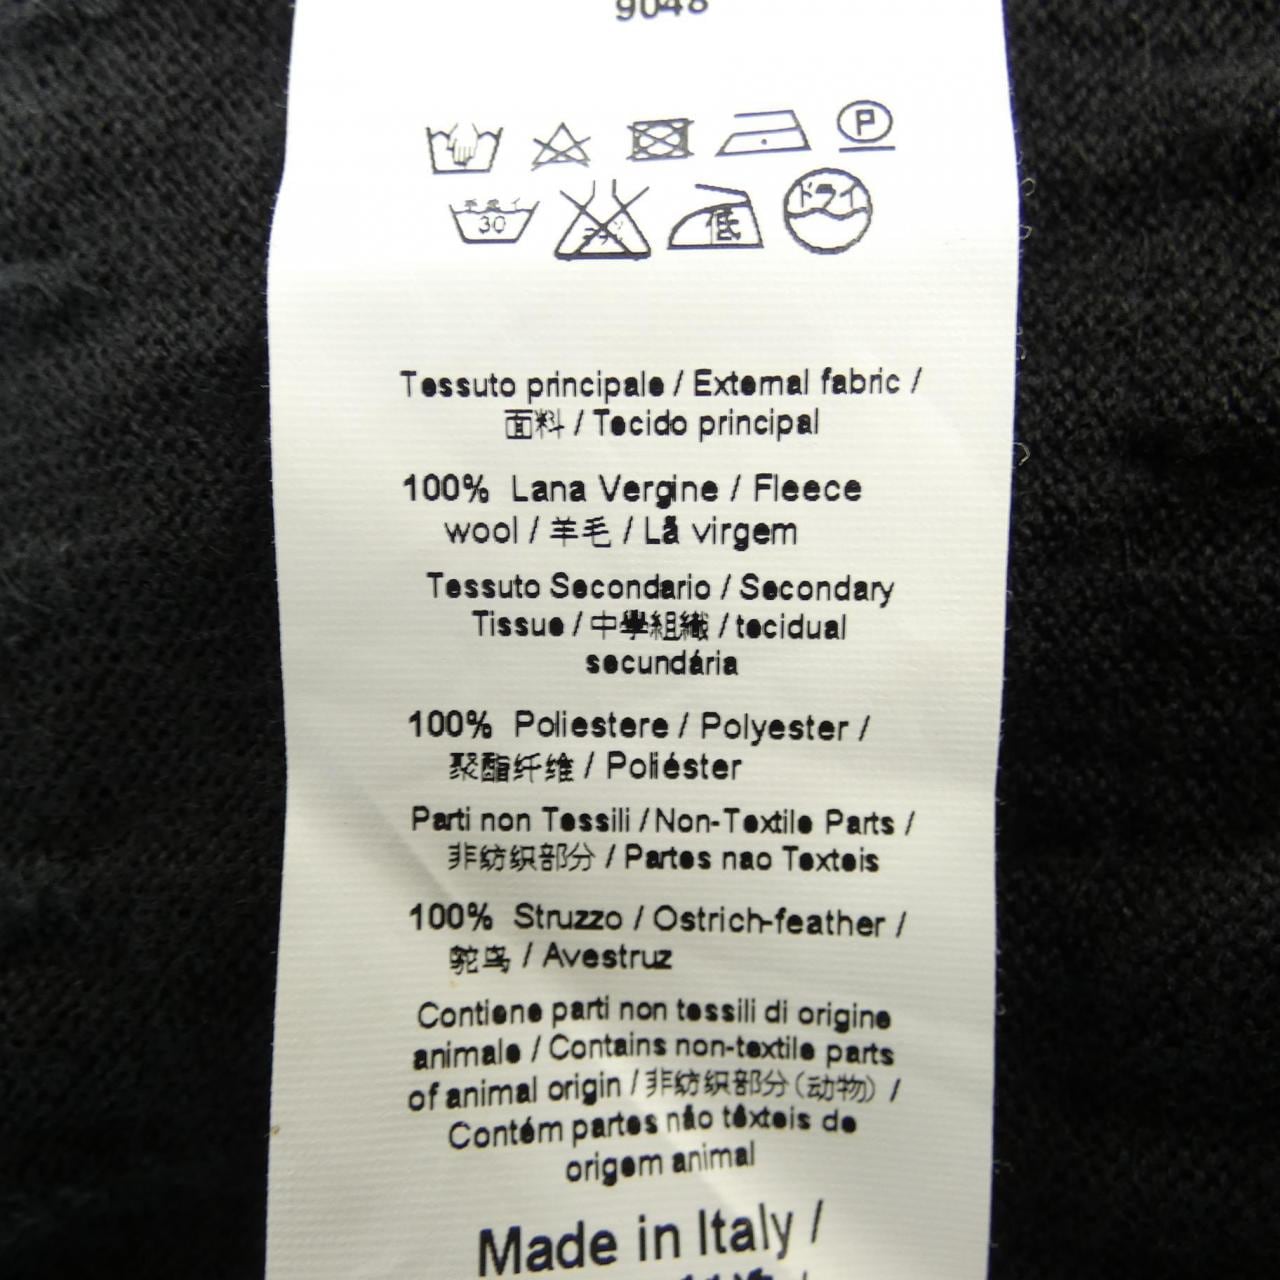 9048
P
手洗イ
30
低
ドライ
Tessuto principale / External fabric /
面料 / Tecido principal
100% Lana Vergine / Fleece
wool / 羊毛 / Lã virgem
Tessuto Secondario / Secondary
Tissue / 中學組織 / tecidual
secundária
100% Poliestere / Polyester /
聚酯纤维 / Poliéster
Parti non Tessili / Non-Textile Parts /
非纺织部分 / Partes nao Texteis
100% Struzzo / Ostrich-feather /
鸵鸟 / Avestruz
Contiene parti non tessili di origine
animale / Contains non-textile parts
of animal origin / 非纺织部分(动物) /
Contém partes não têxteis de
origem animal
Made in Italy /